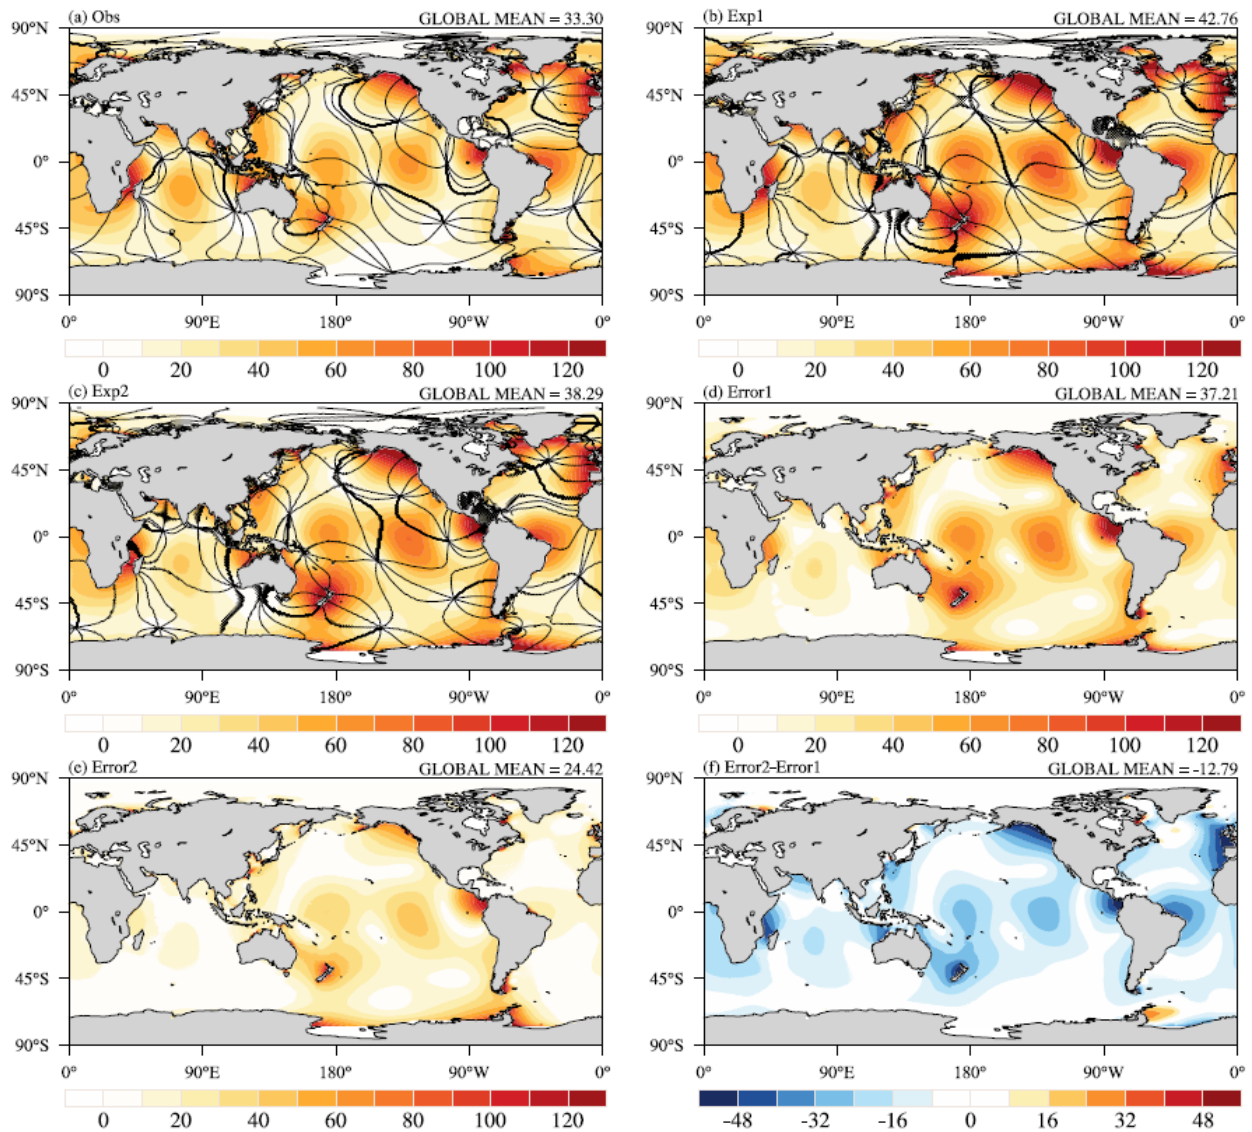 (a) Obs GLOBAL MEAN = 33.30
(b) Exp1 GLOBAL MEAN = 42.76
90°N 90°N
45°N 45°N
0° 0°
45°S 45°S
90°S 90°S
0° 90°E 180° 90°W 0° 0° 90°E 180° 90°W 0°
0 20 40 60 80 100 120 0 20 40 60 80 100 120
(c) Exp2 GLOBAL MEAN = 38.29
(d) Error1 GLOBAL MEAN = 37.21
90°N 90°N
45°N 45°N
0° 0°
45°S 45°S
90°S 90°S
0° 90°E 180° 90°W 0° 0° 90°E 180° 90°W 0°
0 20 40 60 80 100 120 0 20 40 60 80 100 120
(e) Error2 GLOBAL MEAN = 24.42
(f) Error2-Error1 GLOBAL MEAN = -12.79
90°N 90°N
45°N 45°N
0° 0°
45°S 45°S
90°S 90°S
0° 90°E 180° 90°W 0° 0° 90°E 180° 90°W 0°
0 20 40 60 80 100 120 -48 -32 -16 0 16 32 48